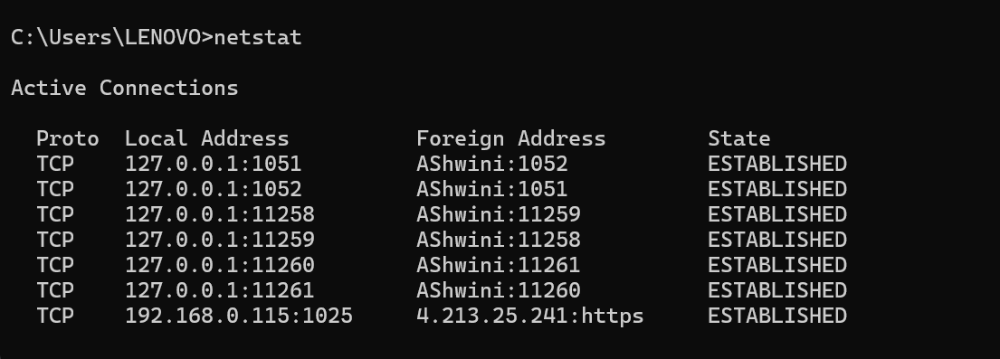 C:\Users\LENOVO>netstat
Active Connections
Proto  Local Address          Foreign Address        State
TCP    127.0.0.1:1051         AShwini:1052           ESTABLISHED
TCP    127.0.0.1:1052         AShwini:1051           ESTABLISHED
TCP    127.0.0.1:11258        AShwini:11259          ESTABLISHED
TCP    127.0.0.1:11259        AShwini:11258          ESTABLISHED
TCP    127.0.0.1:11260        AShwini:11261          ESTABLISHED
TCP    127.0.0.1:11261        AShwini:11260          ESTABLISHED
TCP    192.168.0.115:1025     4.213.25.241:https     ESTABLISHED